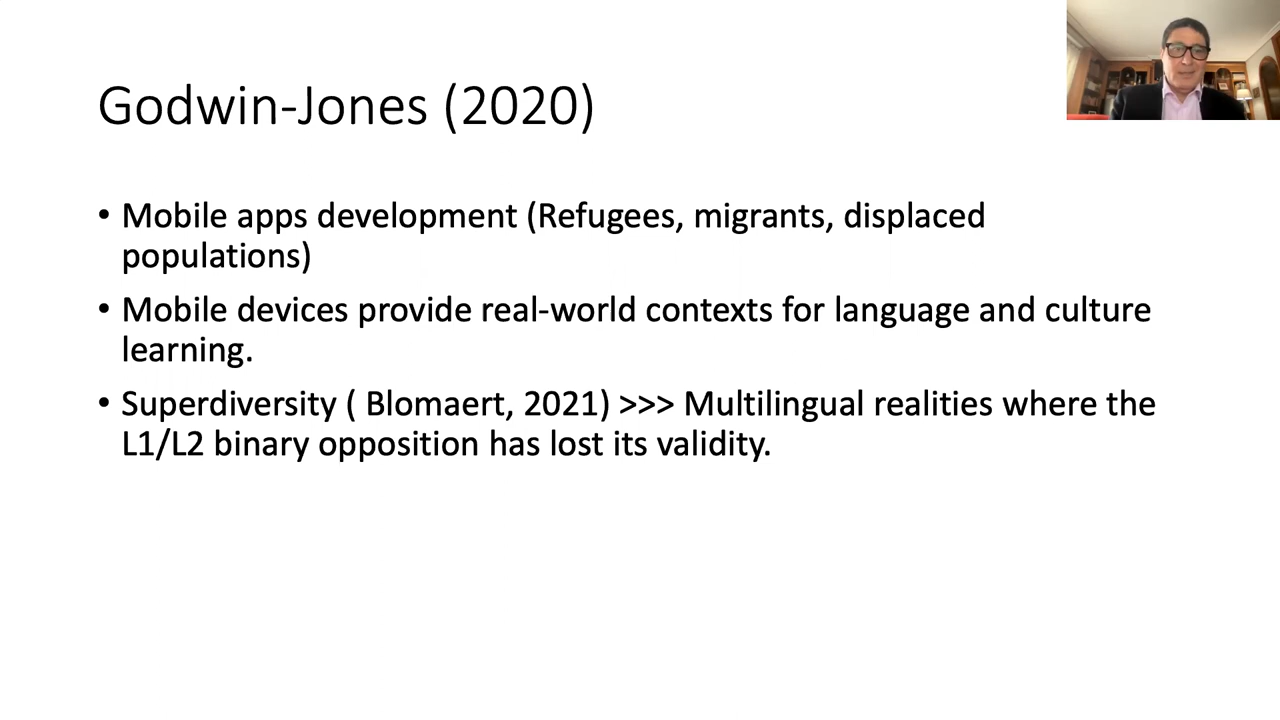 Godwin-Jones (2020)
• Mobile apps development (Refugees, migrants, displaced
populations)
• Mobile devices provide real-world contexts for language and culture
learning.
• Superdiversity ( Blomaert, 2021) >>> Multilingual realities where the
L1/L2 binary opposition has lost its validity.